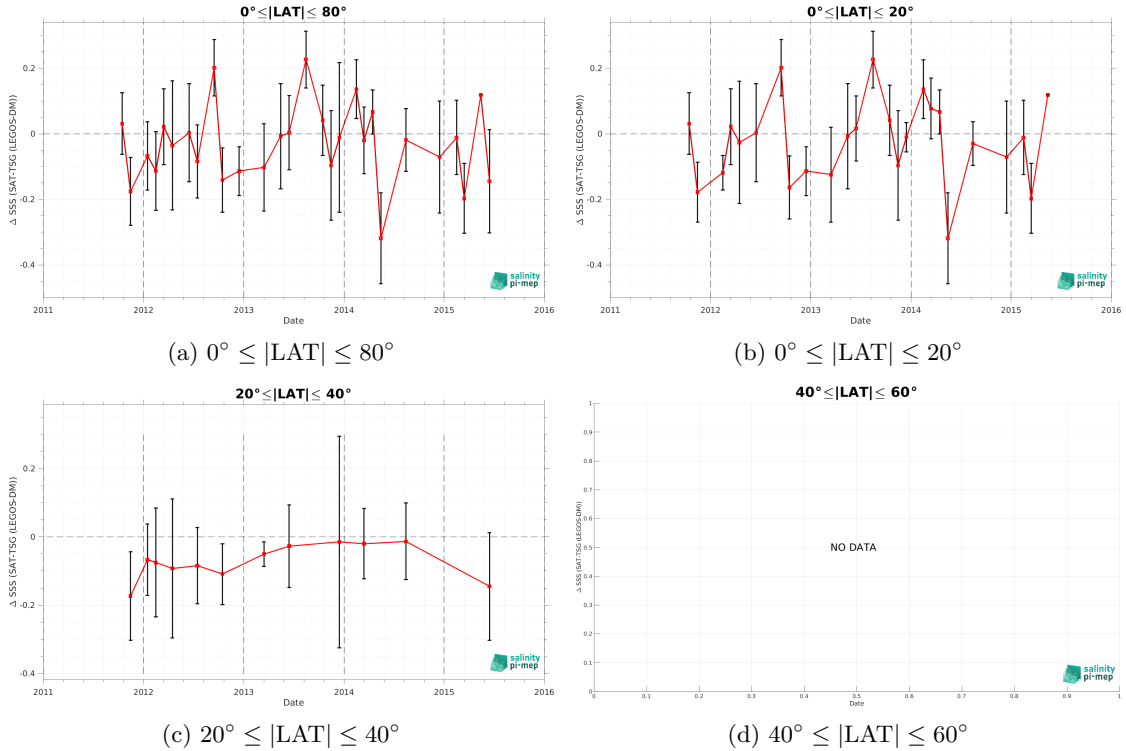 0°≤|LAT|≤ 80°
Δ SSS (SAT-TSG (LEGOS-DM))
0.2
0
-0.2
-0.4
2011 2012 2013 2014 2015 2016
Date
salinity
pi-mep
(a) 0° ≤ |LAT| ≤ 80°
0°≤|LAT|≤ 20°
Δ SSS (SAT-TSG (LEGOS-DM))
0.2
0
-0.2
-0.4
2011 2012 2013 2014 2015 2016
Date
salinity
pi-mep
(b) 0° ≤ |LAT| ≤ 20°
20°≤|LAT|≤ 40°
Δ SSS (SAT-TSG (LEGOS-DM))
0.2
0
-0.2
-0.4
2011 2012 2013 2014 2015 2016
Date
salinity
pi-mep
(c) 20° ≤ |LAT| ≤ 40°
40°≤|LAT|≤ 60°
Δ SSS (SAT-TSG (LEGOS-DM))
1
0.9
0.8
0.7
0.6
0.5
0.4
0.3
0.2
0.1
0
NO DATA
0 0.1 0.2 0.3 0.4 0.5 0.6 0.7 0.8 0.9 1
Date
salinity
pi-mep
(d) 40° ≤ |LAT| ≤ 60°